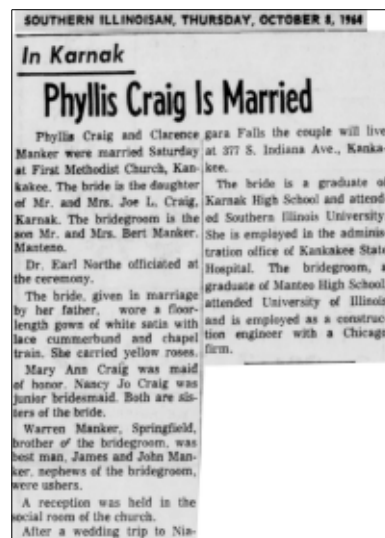 SOUTHERN ILLINOISAN, THURSDAY, OCTOBER 8, 1964
In Karnak
Phyllis Craig Is Married
Phyllis Craig and Clarence
Manker were married Saturday
at First Methodist Church, Kan-
kakee. The bride is the daughter
of Mr. and Mrs. Joe L. Craig,
Karnak. The bridegroom is the
son Mr. and Mrs. Bert Manker,
Manteno.
Dr. Earl Northe officiated at
the ceremony.
The bride, given in marriage
by her father, wore a floor-
length gown of white satis with
lace cummerbund and chapel
train. She carried yellow roses.
Mary Ann Craig was maid
of honor. Nancy Jo Craig was
junior bridesmaid. Both are sis-
ters of the bride.
Warren Manker, Springfield,
brother of the bridegroom, was
best man, James and John Man-
ker, nephews of the bridegroom,
were ushers.
A reception was held in the
social room of the church.
After a wedding trip to Nia-
gara Falls the couple will live
at 377 S. Indiana Ave., Kanka-
kee.
The bride is a graduate of
Karnak High School and attend-
ed Southern Illinois University.
She is employed in the adminis-
tration office of Kankakee State
Hospital. The bridegroom, a
graduate of Manteo High School,
attended University of Illinois
and is employed as a construc-
tion engineer with a Chicago
firm.